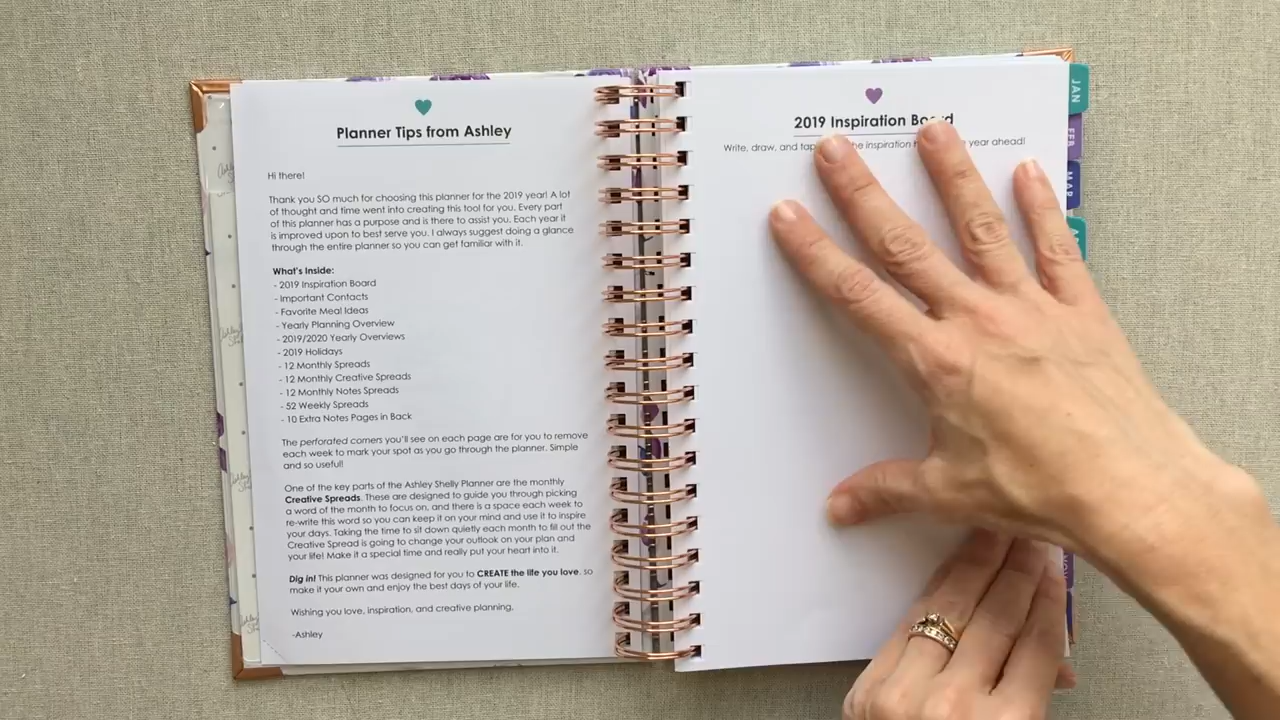 Planner Tips from Ashley
Hi there!
Thank you SO much for choosing this planner for the 2019 year! A lot
of thought and time went into creating this tool for you. Every part
of this planner has a purpose and is there to assist you. Each year it
is improved upon to best serve you. I always suggest doing a glance
through the entire planner so you can get familiar with it.
What's Inside:
- 2019 Inspiration Board
- Important Contacts
- Favorite Meal Ideas
- Yearly Planning Overview
- 2019/2020 Yearly Overviews
- 2019 Holidays
- 12 Monthly Spreads
- 12 Monthly Creative Spreads
- 12 Monthly Notes Spreads
- 52 Weekly Spreads
- 10 Extra Notes Pages in Back
The perforated corners you'll see on each page are for you to remove
each week to mark your spot as you go through the planner. Simple
and so useful!
One of the key parts of the Ashley Shelly Planner are the monthly
Creative Spreads. These are designed to guide you through picking
a word of the month to focus on, and there is a space each week to
re-write this word so you can keep it on your mind and use it to inspire
your days. Taking the time to sit down quietly each month to fill out the
Creative Spread is going to change your outlook on your plan and
your life! Make it a special time and really put your heart into it.
Dig in! This planner was designed for you to CREATE the life you love, so
make it your own and enjoy the best days of your life.
Wishing you love, inspiration, and creative planning,
-Ashley
2019 Inspiration Board
Write, draw, and the inspiration year ahead!
JAN
FEB
MAR